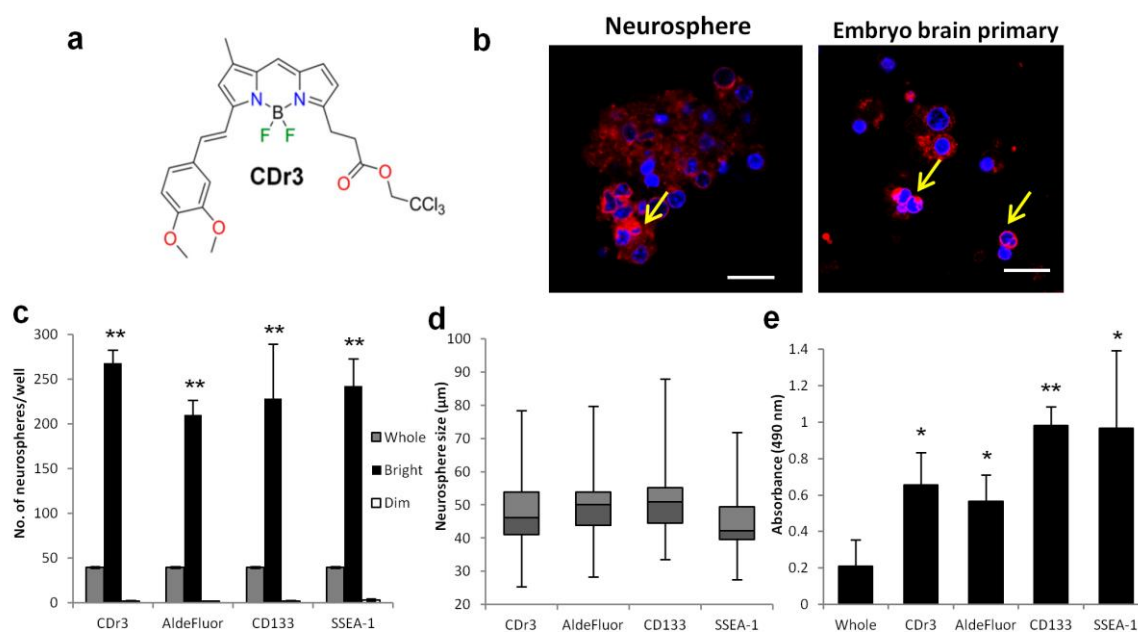 a
N
N
B
F
F
O
O
CCl3
O
O
CDr3
b
Neurosphere
Embryo brain primary
c
No. of neurospheres/well
300
250
200
150
100
50
0
**
**
**
**
Whole
Bright
Dim
CDr3 AldeFluor CD133 SSEA-1
d
Neurosphere size (µm)
100
90
80
70
60
50
40
30
20
CDr3 AldeFluor CD133 SSEA-1
e
Absorbance (490 nm)
1.4
1.2
1
0.8
0.6
0.4
0.2
0
*
*
**
*
Whole CDr3 AldeFluor CD133 SSEA-1